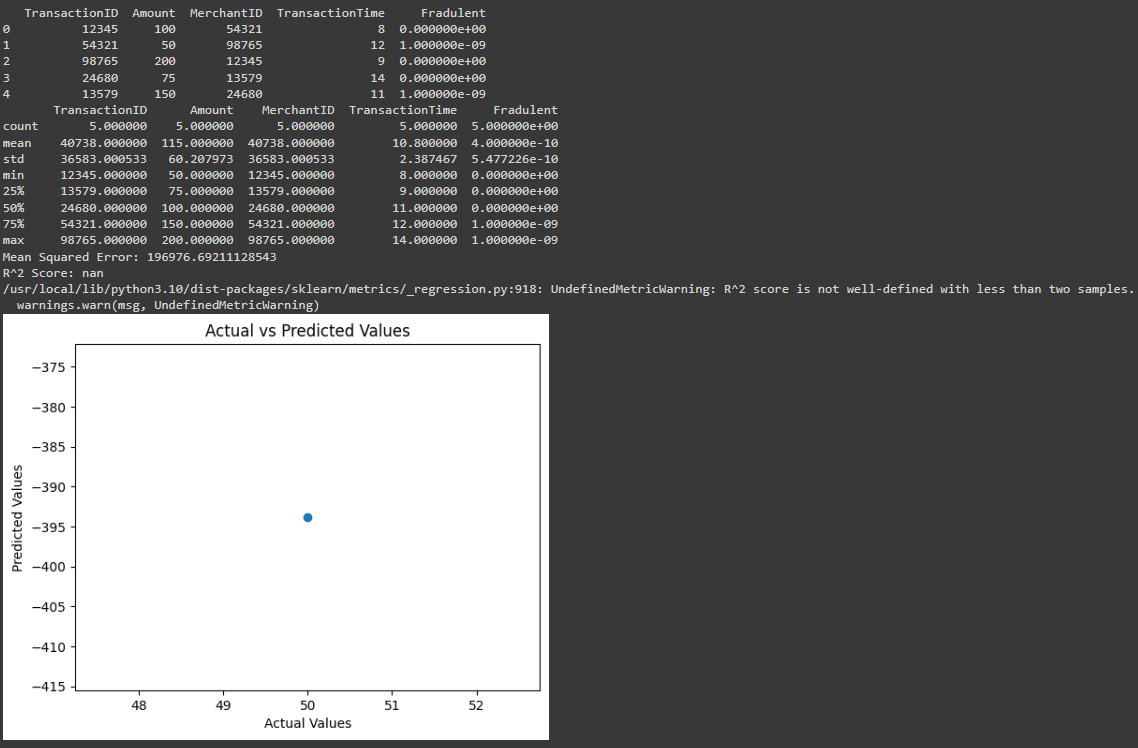 TransactionID  Amount  MerchantID  TransactionTime     Fradulent
0          12345     100       54321                8  0.000000e+00
1          54321      50       98765               12  1.000000e-09
2          98765     200       12345                9  0.000000e+00
3          24680      75       13579               14  0.000000e+00
4          13579     150       24680               11  1.000000e-09
       TransactionID      Amount    MerchantID  TransactionTime     Fradulent
count       5.000000    5.000000      5.000000         5.000000  5.000000e+00
mean    40738.000000  115.000000  40738.000000        10.800000  4.000000e-10
std     36583.000533   60.207973  36583.000533         2.387467  5.477226e-10
min     12345.000000   50.000000  12345.000000         8.000000  0.000000e+00
25%     13579.000000   75.000000  13579.000000         9.000000  0.000000e+00
50%     24680.000000  100.000000  24680.000000        11.000000  0.000000e+00
75%     54321.000000  150.000000  54321.000000        12.000000  1.000000e-09
max     98765.000000  200.000000  98765.000000        14.000000  1.000000e-09
Mean Squared Error: 196976.69211128543
R^2 Score: nan
/usr/local/lib/python3.10/dist-packages/sklearn/metrics/_regression.py:918: UndefinedMetricWarning: R^2 score is not well-defined with less than two samples.
  warnings.warn(msg, UndefinedMetricWarning)
Actual vs Predicted Values
−375
−380
−385
−390
−395
−400
−405
−410
−415
Predicted Values
48 49 50 51 52
Actual Values